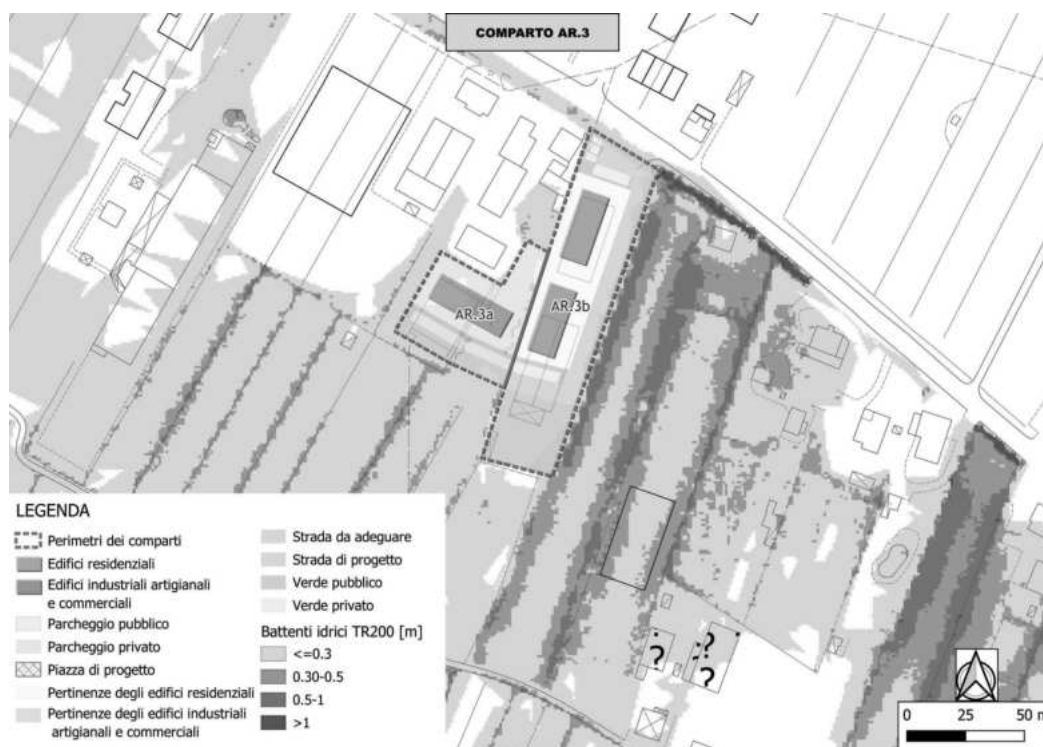 COMPARTO AR.3
AR.3a
AR.3b
LEGENDA
Perimetri dei comparti
Edifici residenziali
Edifici industriali artigianali
e commerciali
Parcheggio pubblico
Parcheggio privato
Piazza di progetto
Pertinenze degli edifici residenziali
Pertinenze degli edifici industriali
artigianali e commerciali
Strada da adeguare
Strada di progetto
Verde pubblico
Verde privato
Battenti idrici TR200 [m]
<=0.3
0.30-0.5
0.5-1
>1
?
?
?
0 25 50 m